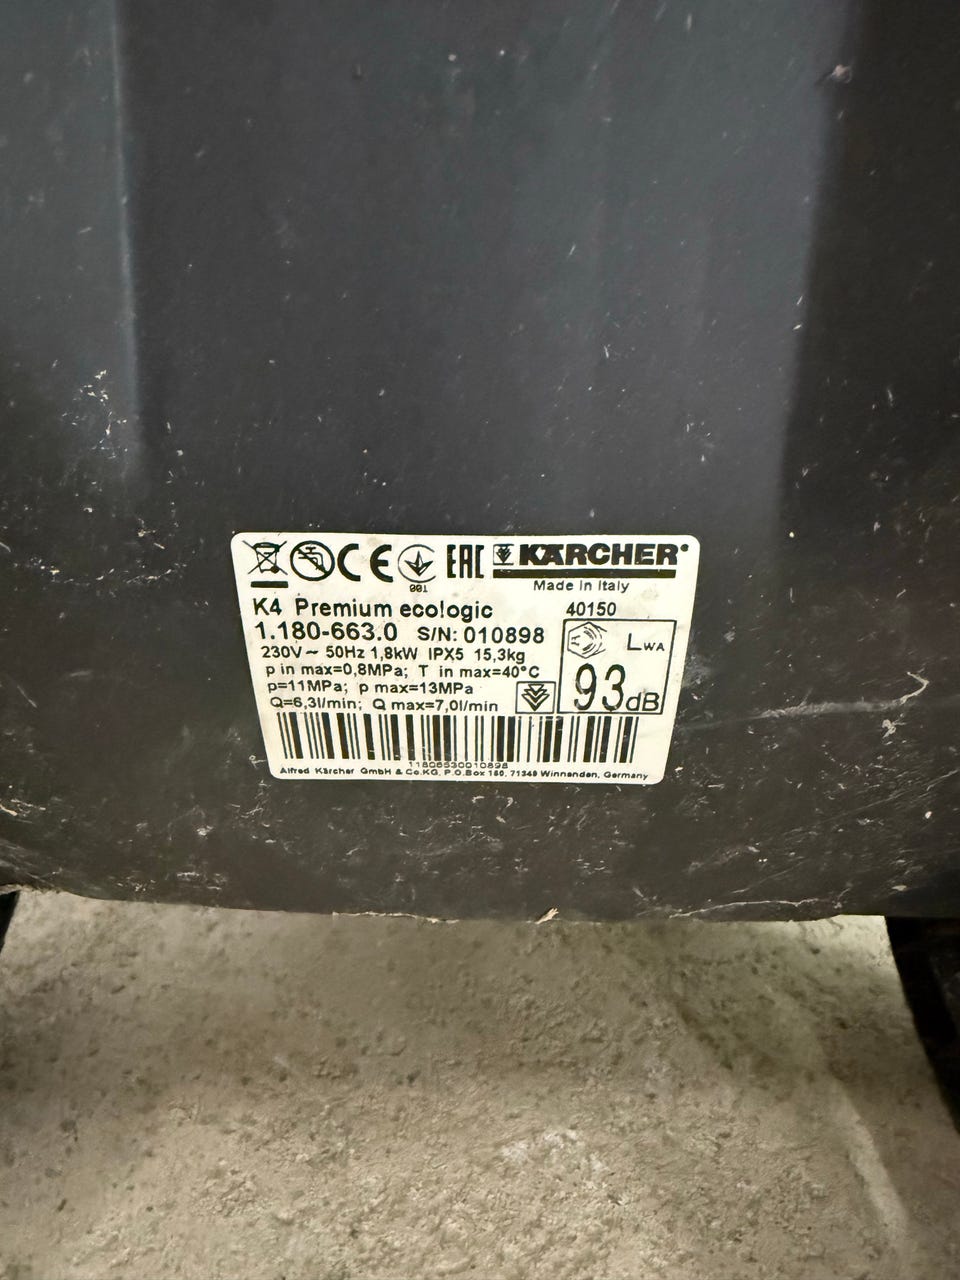 EAC KÄRCHER
Made in Italy
K4 Premium ecologic 40150
1.180-663.0 S/N: 010898
230V~ 50Hz 1,8kW IPX5 15,3kg
p in max=0,8MPa; T in max=40°C
p=11MPa; p max=13MPa
Q=6,3l/min; Q max=7,0l/min
LWA
93dB
Alfred Kärcher GmbH & Co.KG, P.O.Box 160, 71349 Winnenden, Germany